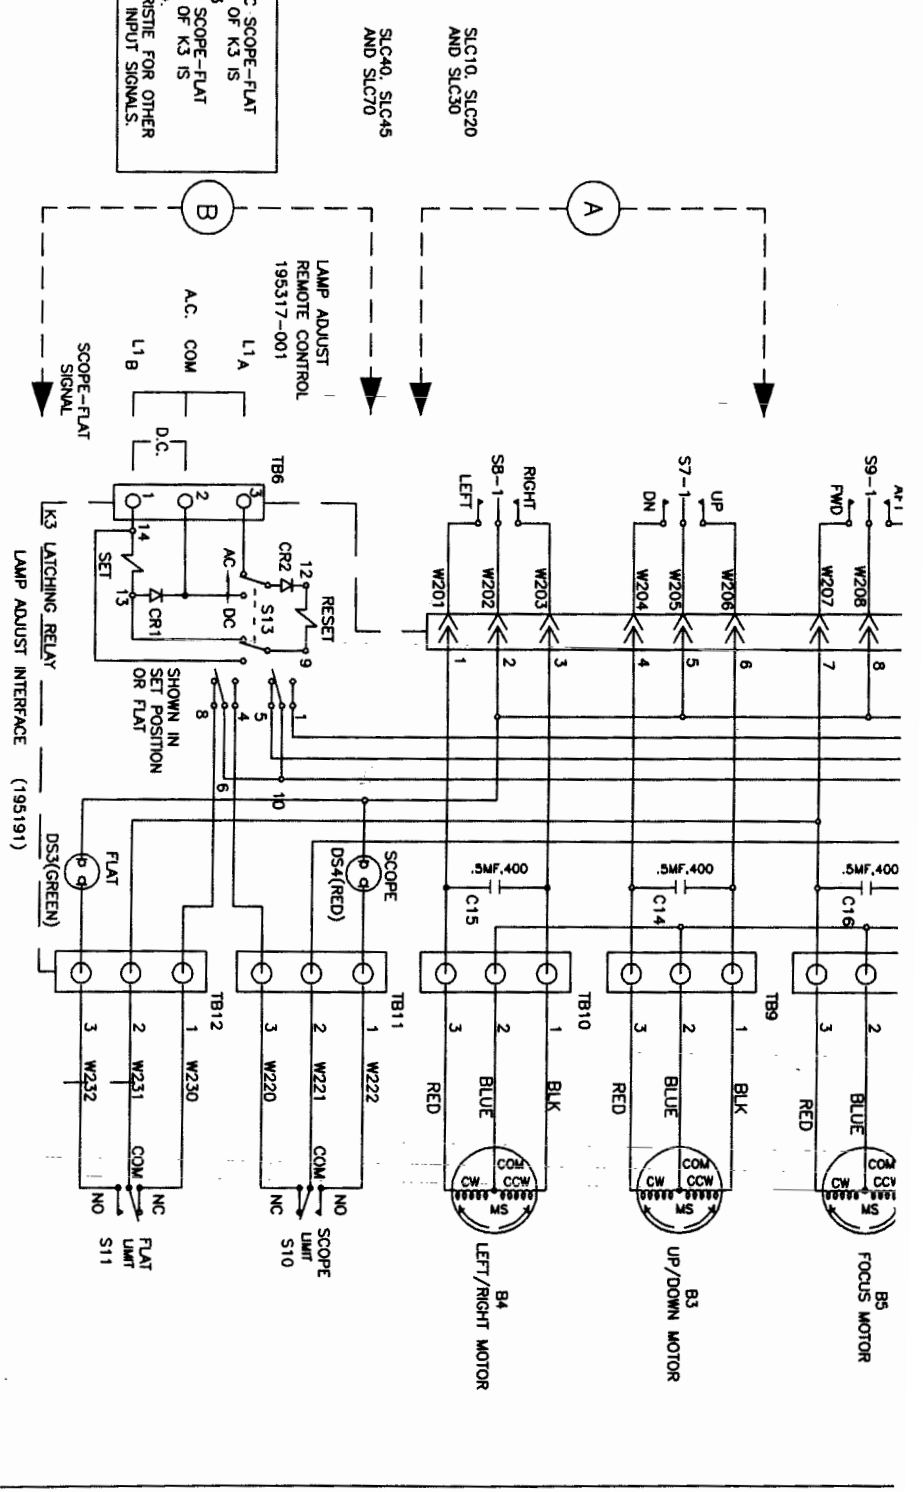 C SCOPE-FLAT
OF K3 IS
SCOPE-FLAT
OF K3 IS
RISTIE FOR OTHER
INPUT SIGNALS.
SLC10, SLC20
AND SLC30
SLC40, SLC45
AND SLC70
A
B
LAMP ADJUST
REMOTE CONTROL
195317-001
L1A
A.C. COM
L1B
SCOPE-FLAT
SIGNAL
D.C.
TB6
3
2
1
S9-1
FWD
UP
S7-1
DN
RIGHT
S8-1
LEFT
W208
W207
W206
W205
W204
W203
W202
W201
8
7
6
5
4
3
2
1
12
RESET
CR2
9
AC
DC
S13
14
SET
13
CR1
K3 LATCHING RELAY
LAMP ADJUST INTERFACE (195191)
SHOWN IN
SET POSITION
OR FLAT
1
5
4
8
10
6
.5MF,400
C16
.5MF,400
C14
.5MF,400
C15
SCOPE
DS4(RED)
FLAT
DS3(GREEN)
TB9
TB10
TB11
TB12
2
3
1
2
3
1
2
3
1
2
3
1
2
3
BLUE
RED
BLK
BLUE
RED
BLK
BLUE
RED
W222
W221
W220
W230
W231
W232
COM
CW
MS
COM
CCW
CW
MS
COM
CCW
CW
MS
B5
FOCUS MOTOR
B3
UP/DOWN MOTOR
B4
LEFT/RIGHT MOTOR
NO
COM
NC
SCOPE
LIMIT
S10
NC
COM
NO
FLAT
LIMIT
S11